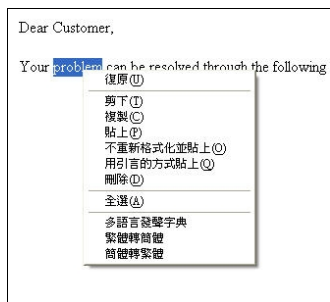 Dear Customer,
Your problem can be resolved through the following
復原(U)
剪下(T)
複製(C)
貼上(P)
不重新格式化並貼上(O)
用引言的方式貼上(Q)
刪除(D)
全選(A)
多語言發聲字典
繁體轉簡體
簡體轉繁體